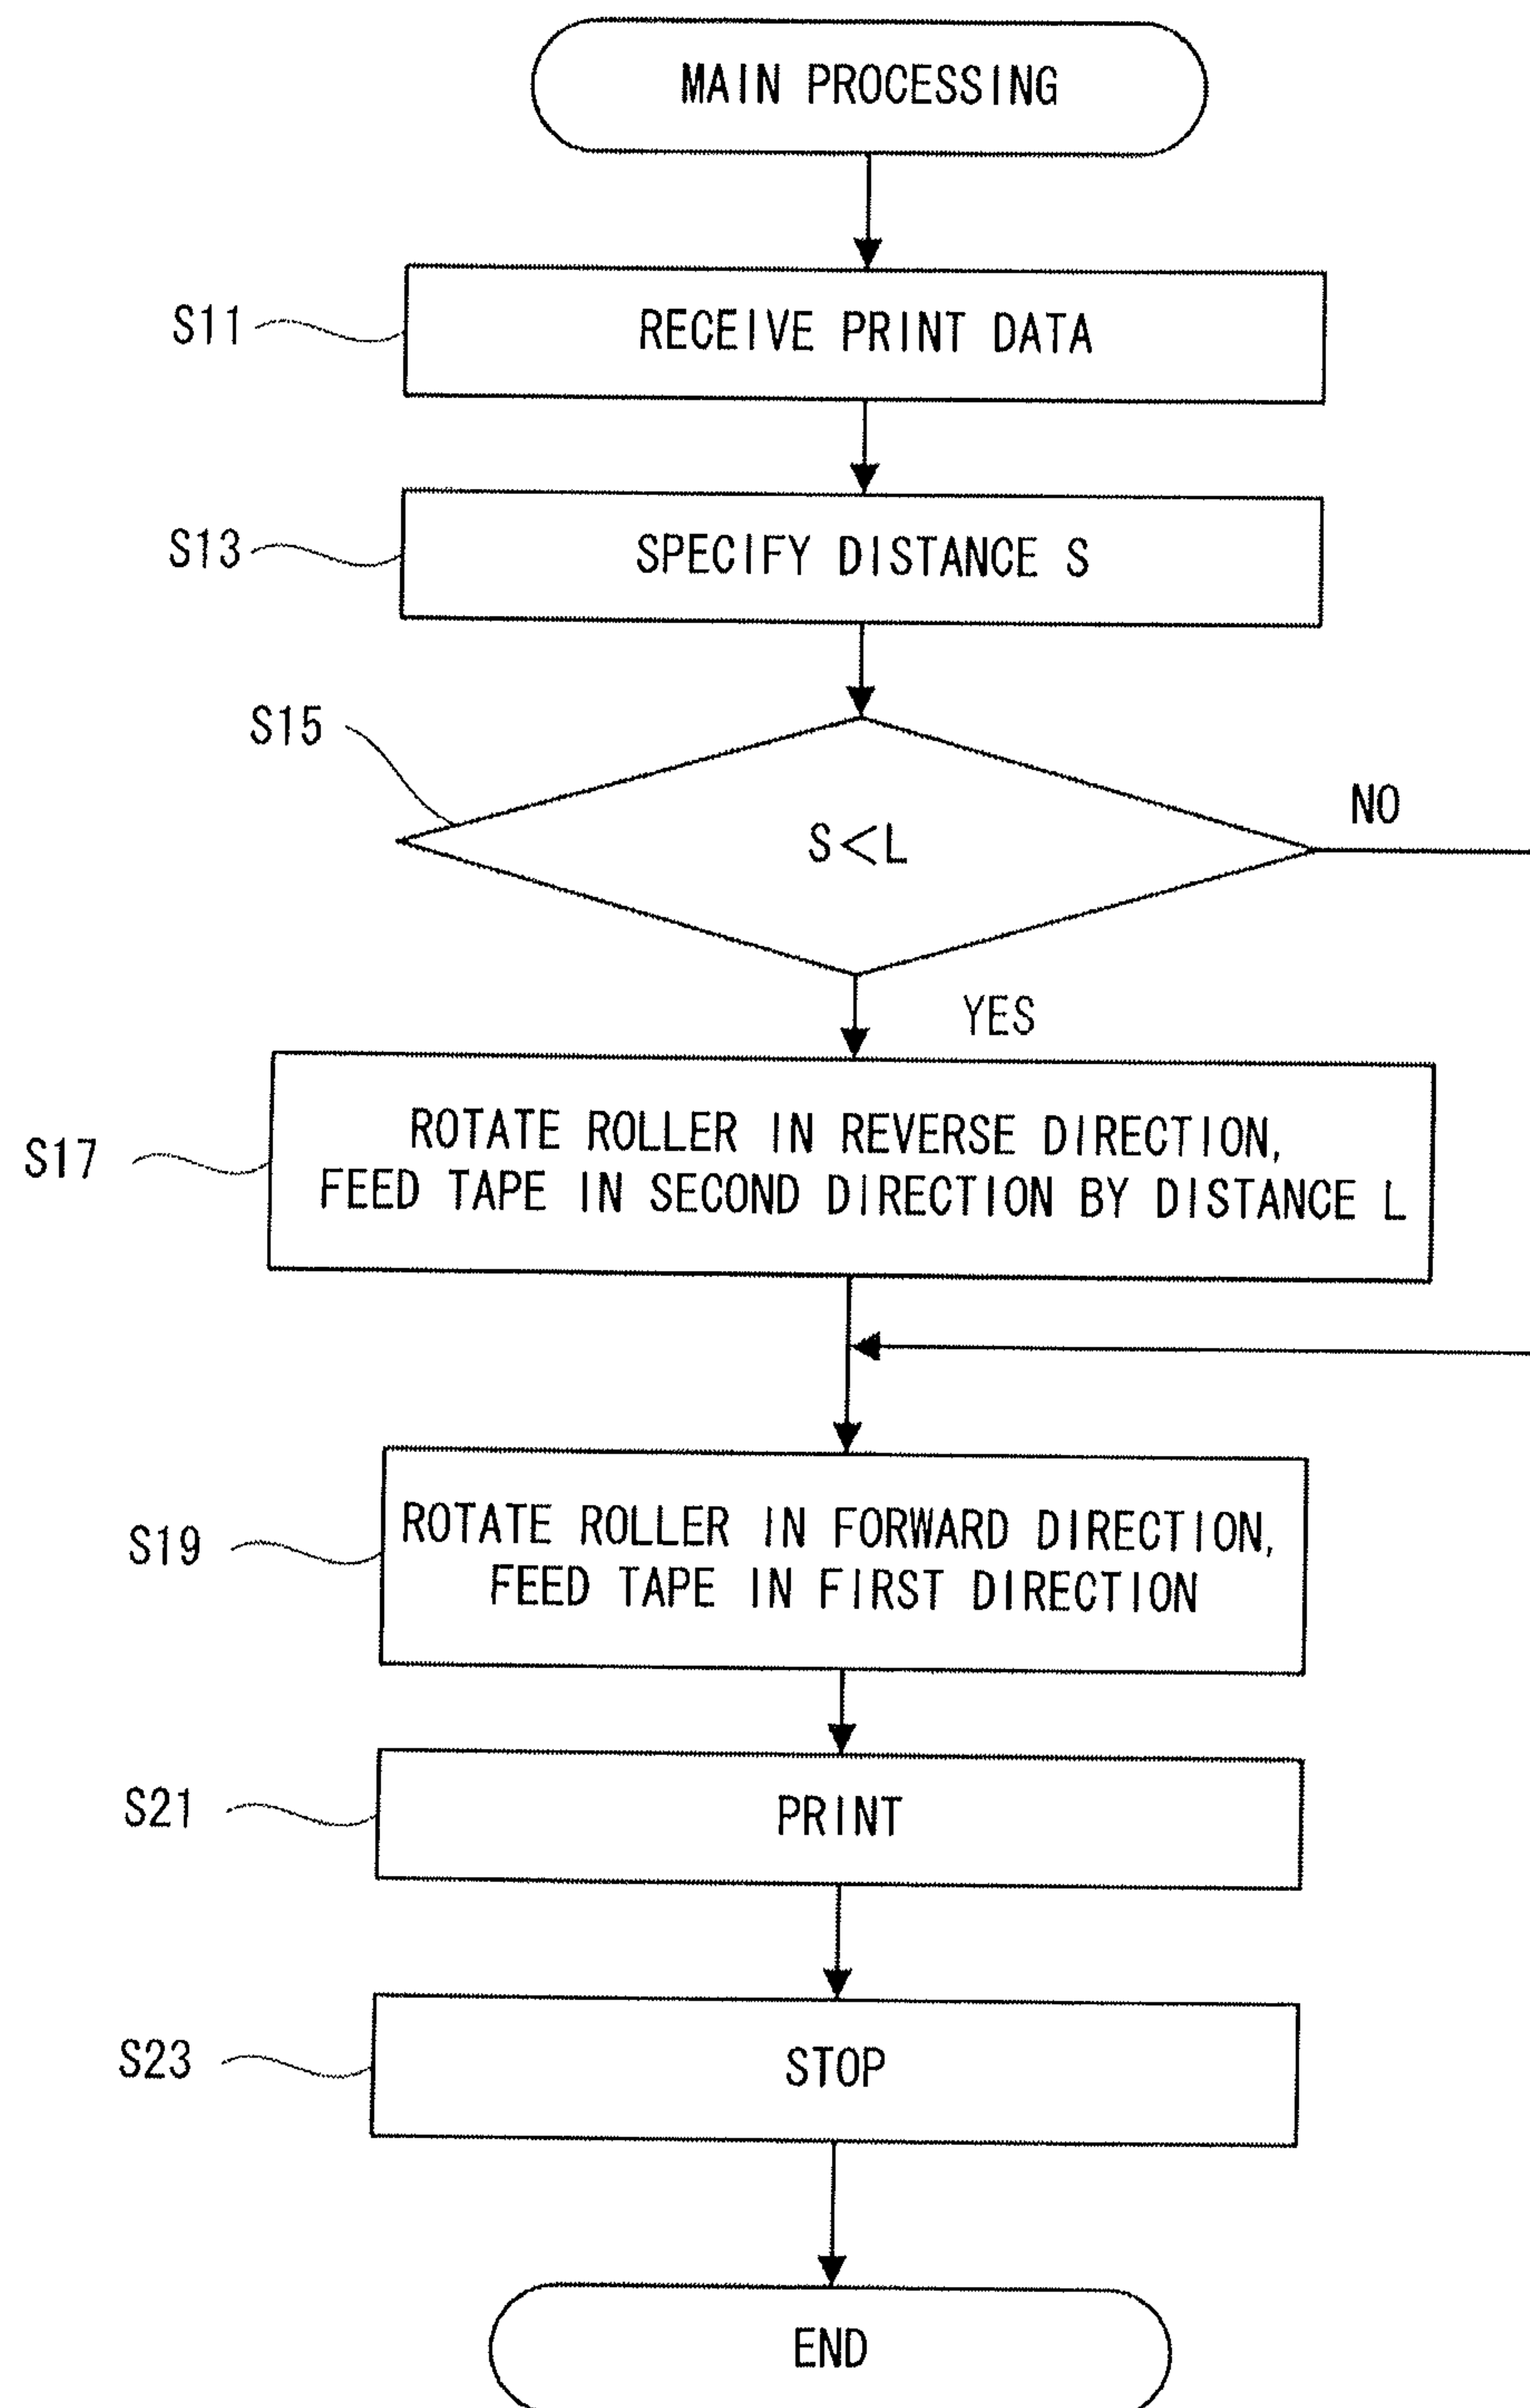 MAIN PROCESSING
S11
RECEIVE PRINT DATA
S13
SPECIFY DISTANCE S
S15
S<L
NO
YES
S17
ROTATE ROLLER IN REVERSE DIRECTION,
FEED TAPE IN SECOND DIRECTION BY DISTANCE L
S19
ROTATE ROLLER IN FORWARD DIRECTION,
FEED TAPE IN FIRST DIRECTION
S21
PRINT
S23
STOP
END